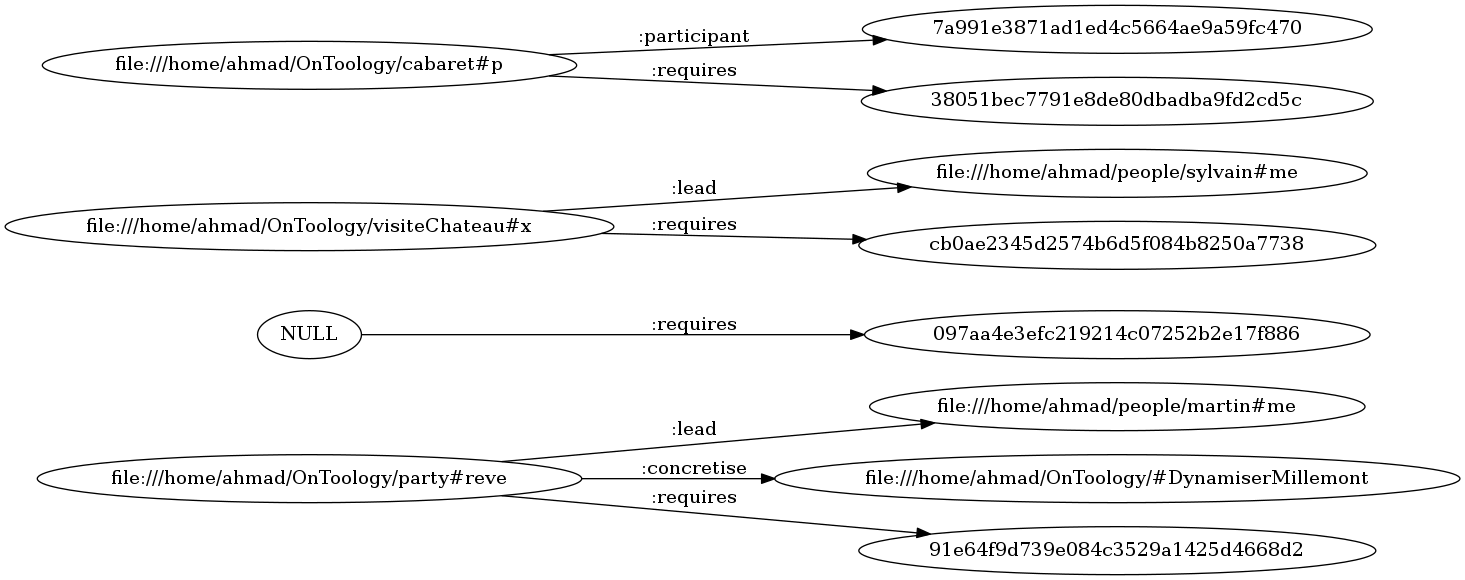 file:///home/ahmad/OnToology/cabaret#p
:participant
7a991e3871ad1ed4c5664ae9a59fc470
:requires
38051bec7791e8de80dbadba9fd2cd5c
file:///home/ahmad/OnToology/visiteChateau#x
:lead
file:///home/ahmad/people/sylvain#me
:requires
cb0ae2345d2574b6d5f084b8250a7738
NULL
:requires
097aa4e3efc219214c07252b2e17f886
file:///home/ahmad/OnToology/party#reve
:lead
file:///home/ahmad/people/martin#me
:concretise
file:///home/ahmad/OnToology/#DynamiserMillemont
:requires
91e64f9d739e084c3529a1425d4668d2